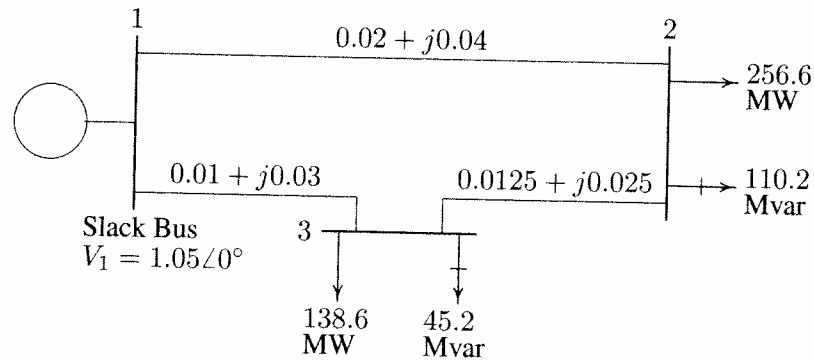 1
0.02 + j0.04
2
256.6
MW
0.01 + j0.03
0.0125 + j0.025
110.2
Mvar
Slack Bus
V₁ = 1.05∠0°
3
138.6
MW
45.2
Mvar